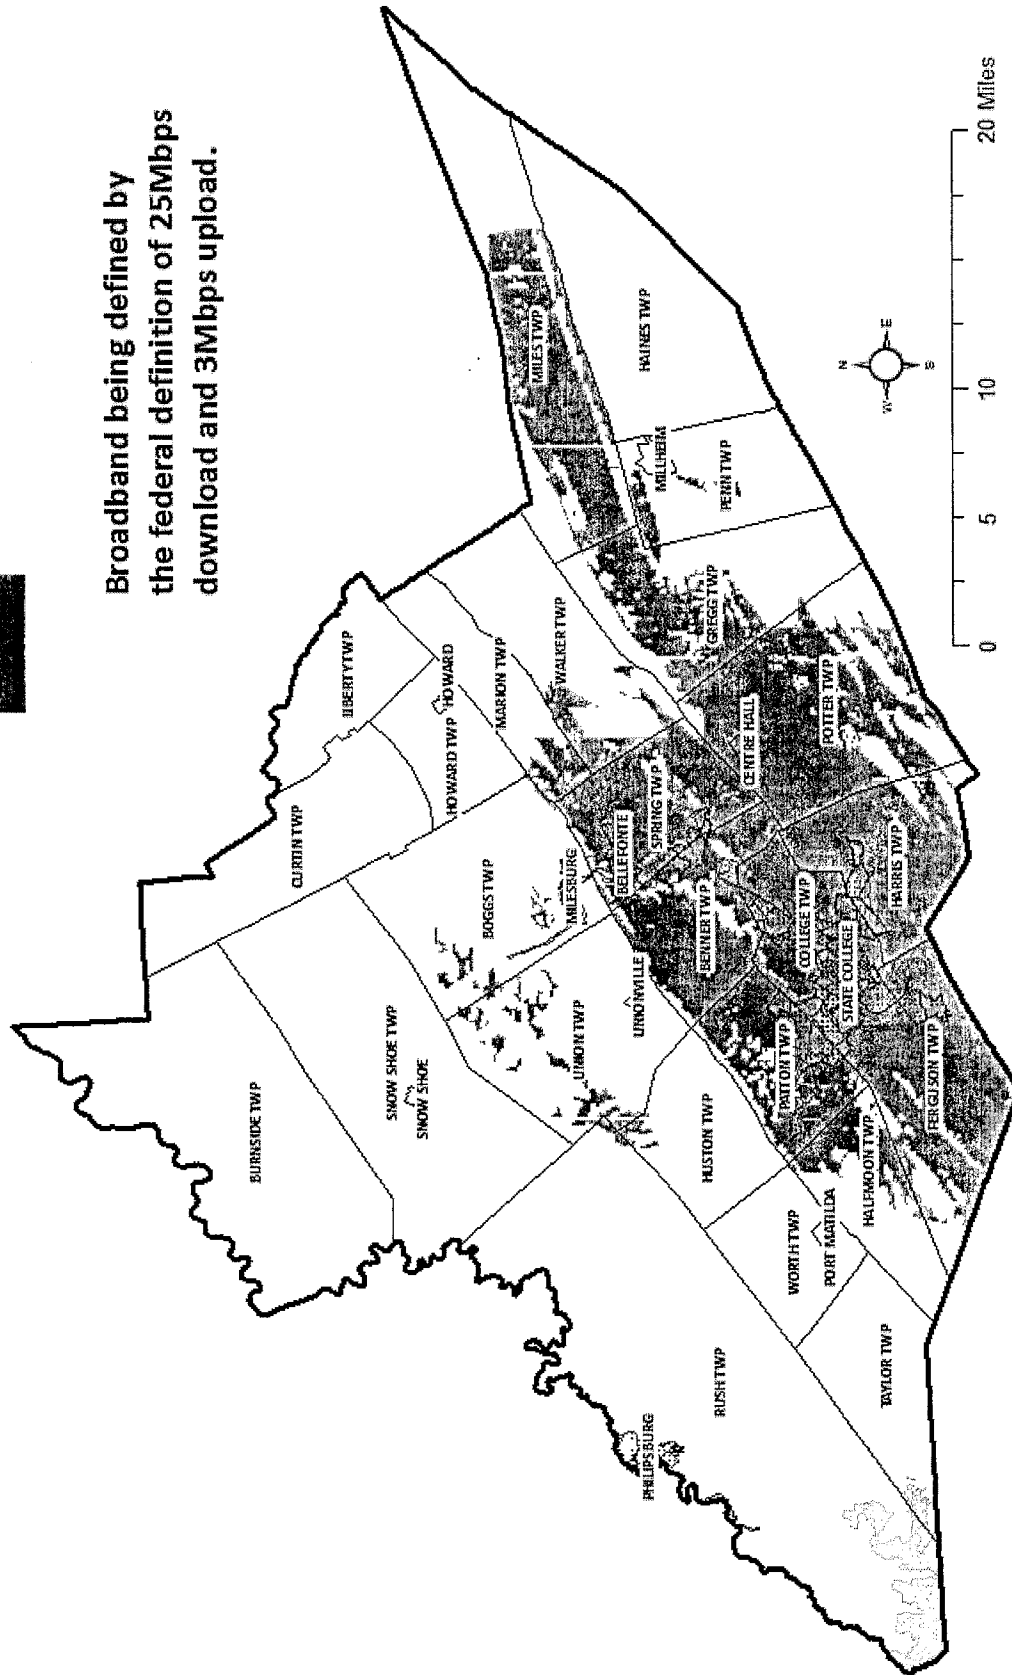 Broadband being defined by
the federal definition of 25Mbps
download and 3Mbps upload.
BURNSIDE TWP
SNOW SHOE TWP
SNOW SHOE
CURTIN TWP
LIBERTY TWP
HOWARD TWP
HOWARD
MARION TWP
WALKER TWP
BOGGS TWP
MILESBURG
UNION TWP
UNIONVILLE
HUSTON TWP
WORTH TWP
PORT MATILDA
TAYLOR TWP
RUSH TWP
PHILIPSBURG
HALFMOON TWP
PATTON TWP
FERGUSON TWP
STATE COLLEGE
COLLEGE TWP
BENNER TWP
BELLEFONTE
SPRING TWP
HARRIS TWP
CENTRE HALL
POTTER TWP
GREGG TWP
MILES TWP
MILLHEIM
PENN TWP
HAINES TWP
N
W
E
S
0 5 10 20 Miles